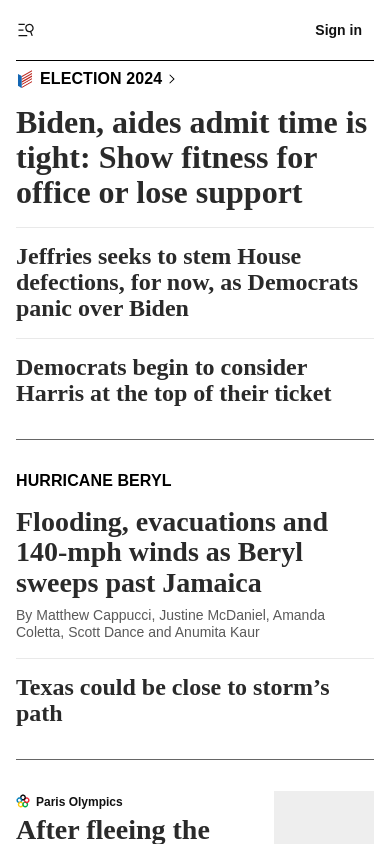 Sign in
ELECTION 2024
Biden, aides admit time is
tight: Show fitness for
office or lose support
Jeffries seeks to stem House
defections, for now, as Democrats
panic over Biden
Democrats begin to consider
Harris at the top of their ticket
HURRICANE BERYL
Flooding, evacuations and
140-mph winds as Beryl
sweeps past Jamaica
By Matthew Cappucci, Justine McDaniel, Amanda
Coletta, Scott Dance and Anumita Kaur
Texas could be close to storm’s
path
Paris Olympics
After fleeing the